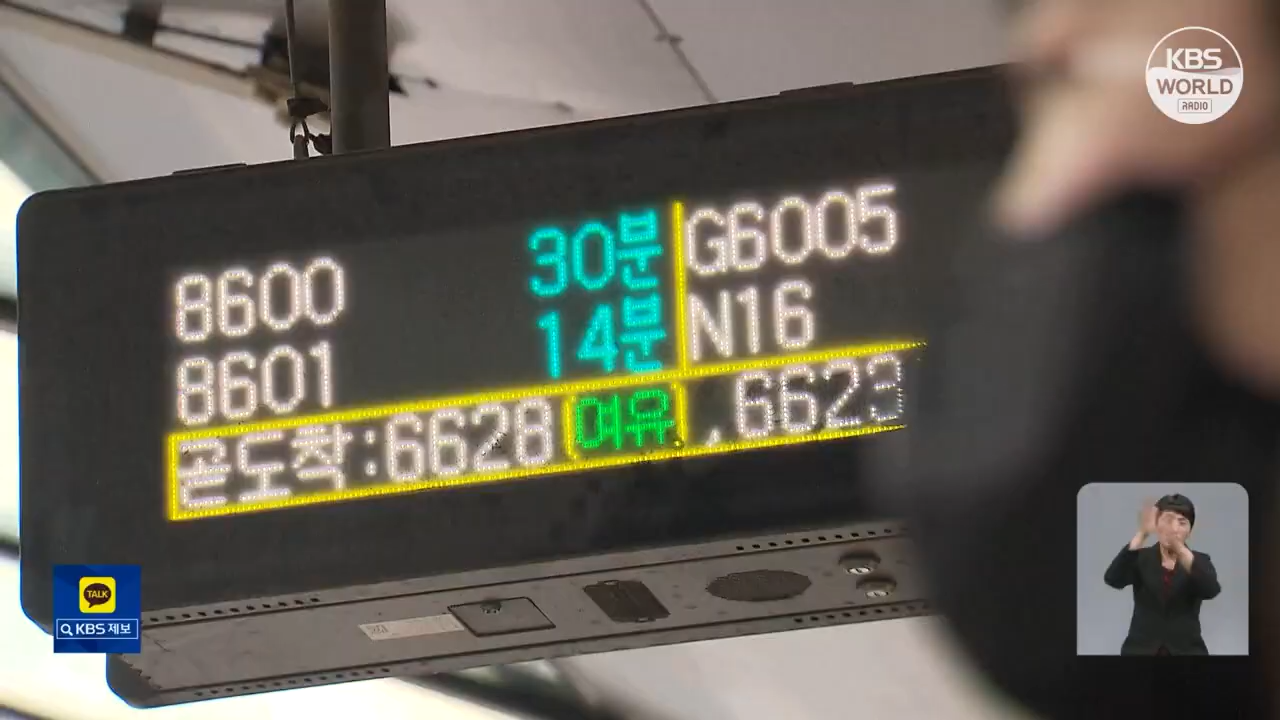 KBS
WORLD
RADIO
8600 30분 G6005
8601 14분 N16
곧도착:6628 여유 ,6623
TALK
KBS 제보